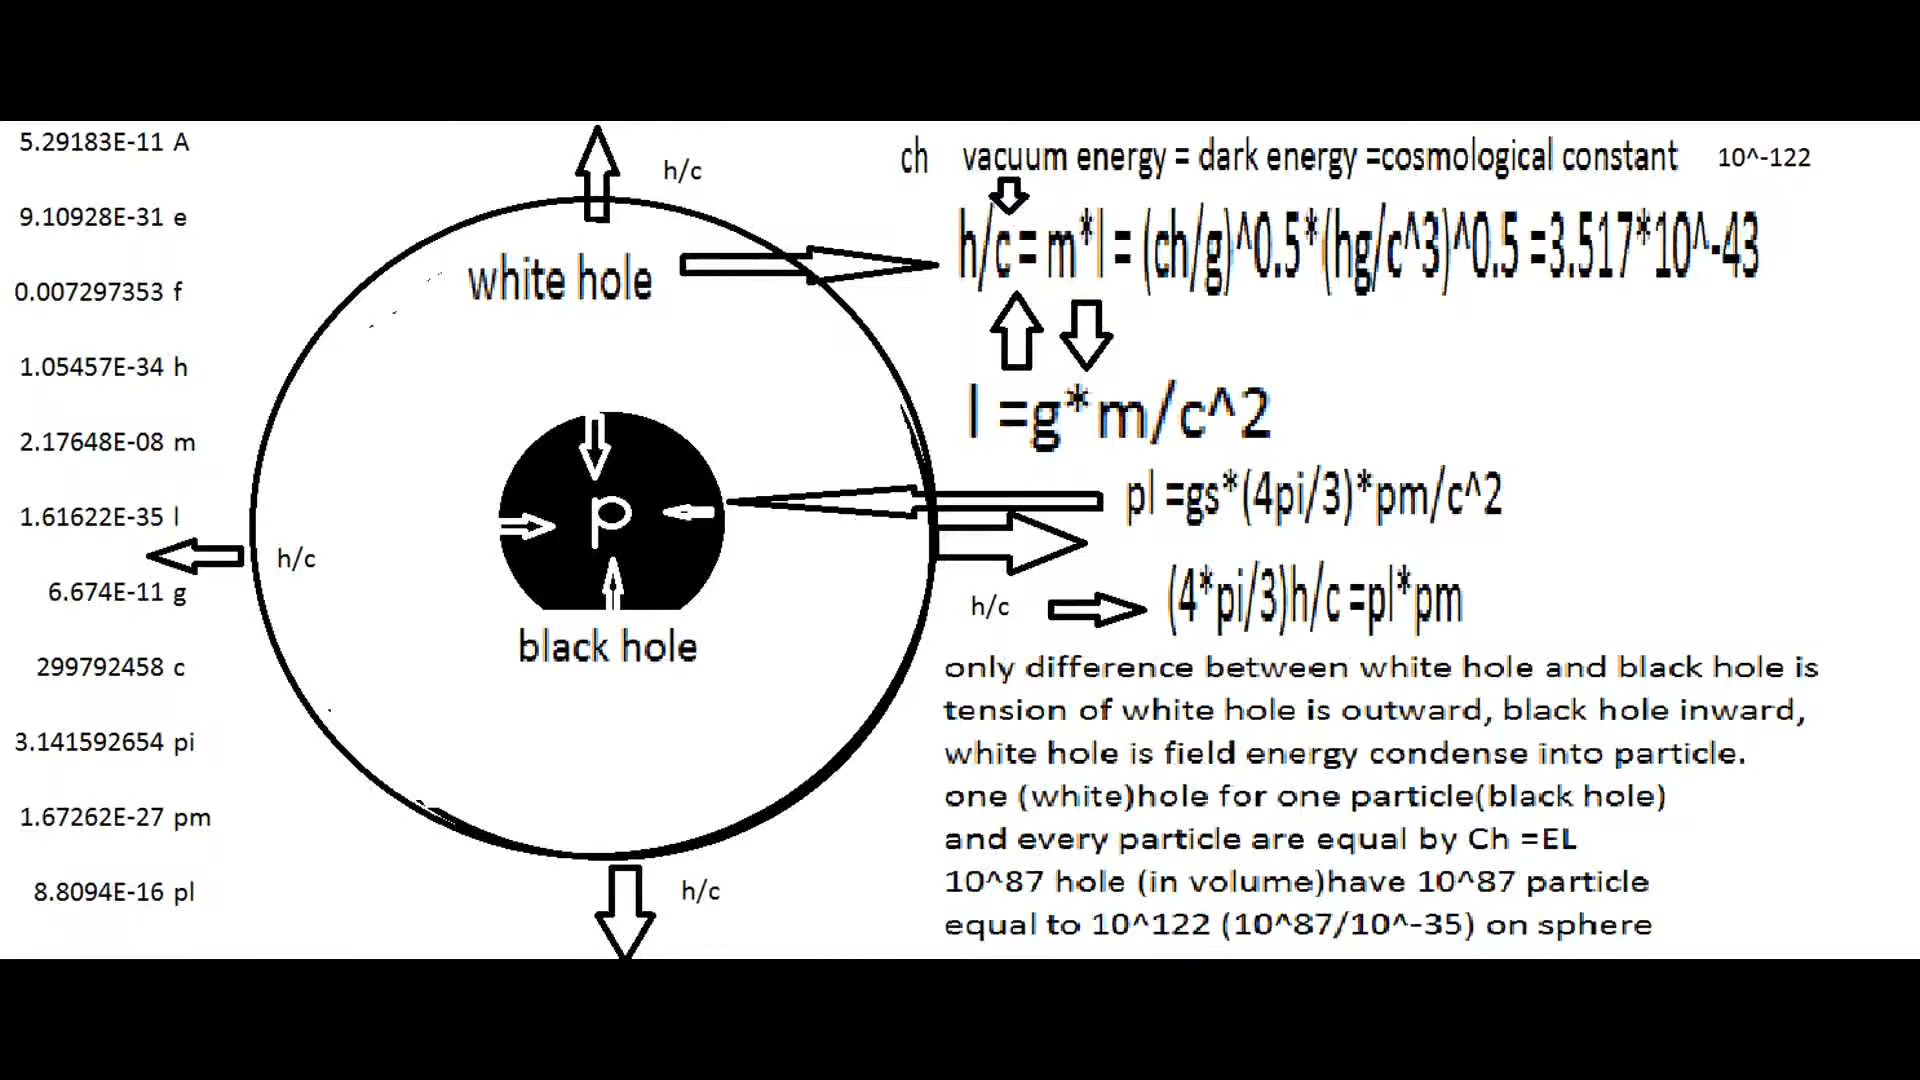 5.29183E-11 A
9.10928E-31 e
0.007297353 f
1.05457E-34 h
2.17648E-08 m
1.61622E-35 l
6.674E-11 g
299792458 c
3.141592654 pi
1.67262E-27 pm
8.8094E-16 pl
h/c
white hole
h/c
p
black hole
h/c
ch vacuum energy = dark energy =cosmological constant 10^-122
h/c = m*l = (ch/g)^0.5*(hg/c^3)^0.5 =3.517*10^-43
l =g*m/c^2
pl =gs*(4pi/3)*pm/c^2
h/c (4*pi/3)h/c =pl*pm
only difference between white hole and black hole is
tension of white hole is outward, black hole inward,
white hole is field energy condense into particle.
one (white)hole for one particle(black hole)
and every particle are equal by Ch =EL
10^87 hole (in volume)have 10^87 particle
equal to 10^122 (10^87/10^-35) on sphere